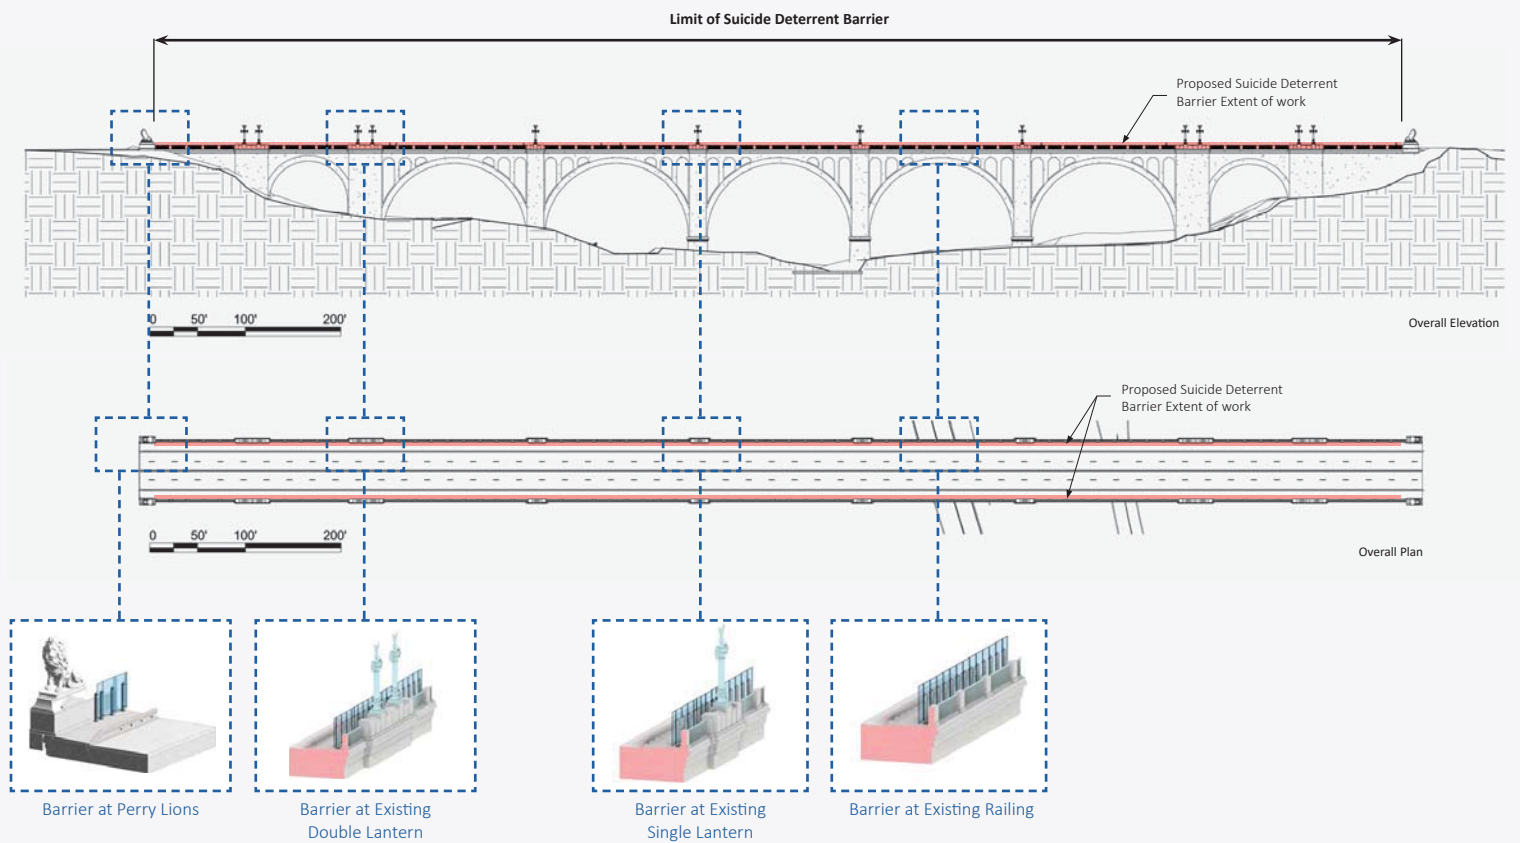 Limit of Suicide Deterrent Barrier
Proposed Suicide Deterrent
Barrier Extent of work
0 50' 100' 200'
Overall Elevation
Proposed Suicide Deterrent
Barrier Extent of work
0 50' 100' 200'
Overall Plan
Barrier at Perry Lions
Barrier at Existing
Double Lantern
Barrier at Existing
Single Lantern
Barrier at Existing Railing